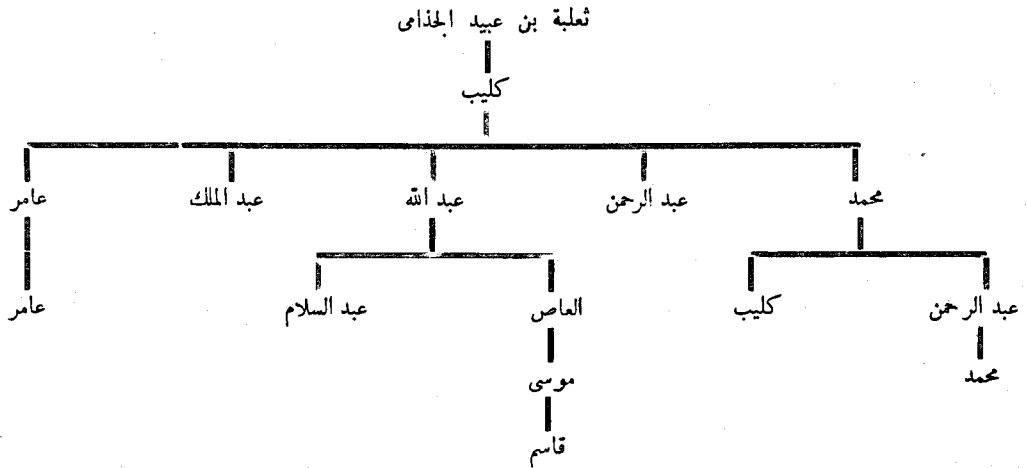 ثعلبة بن عبيد الجذامى
كليب
محمد عبد الرحمن عبد الله عبد الملك عامر
عبد الرحمن كليب العاص عبد السلام عامر
محمد موسى
قاسم